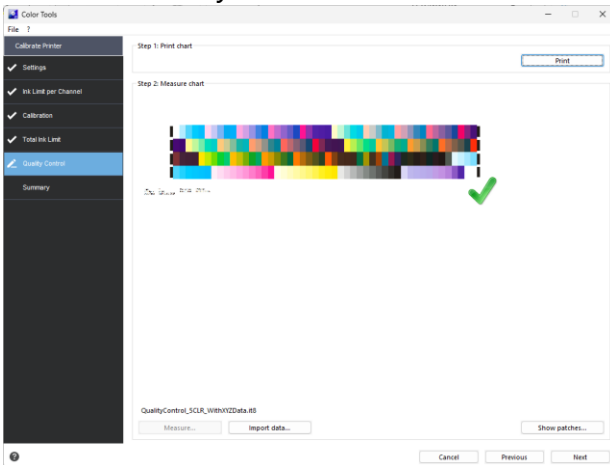 Color Tools
File ?
Calibrate Printer
Settings
Ink Limit per Channel
Calibration
Total Ink Limit
Quality Control
Summary
Step 1: Print chart
Print
Step 2: Measure chart
QualityControl_5CLR_WithXYZData.it8
Measure...
Import data...
Show patches...
Cancel
Previous
Next